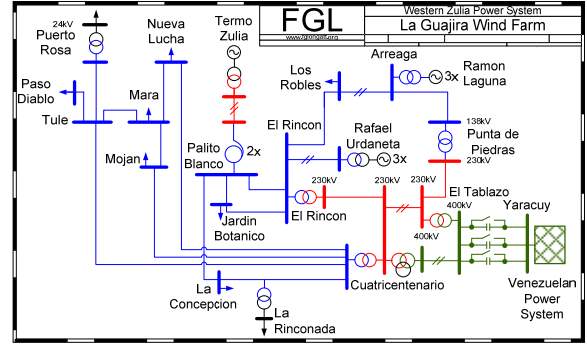 FGL
www.fglongatt.org
Western Zulia Power System
La Guajira Wind Farm
24kV
Puerto
Rosa
Nueva
Lucha
Termo
Zulia
Arreaga
Ramon
Laguna
3x
Los
Robles
Paso
Diablo
Mara
Tule
138kV
Punta de
Piedras
230kV
El Rincon
Rafael
Urdaneta
3x
2x
Palito
Blanco
Mojan
230kV
230kV
230kV
El Tablazo
400kV
Yaracuy
El Rincon
Jardin
Botanico
400kV
Cuatricentenario
La
Concepcion
La
Rinconada
Venezuelan
Power
System